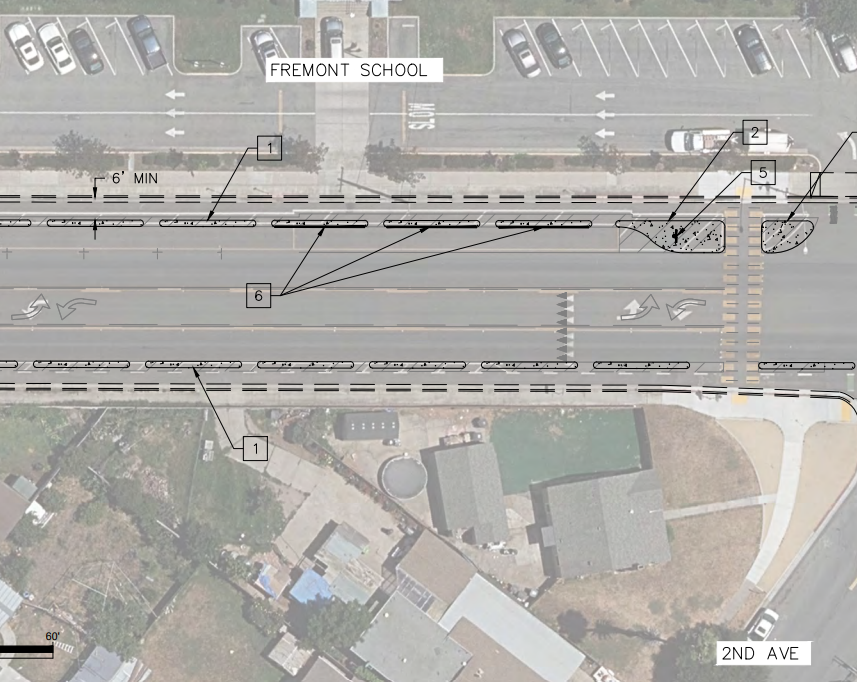 FREMONT SCHOOL
SLOW
1
2
5
6' MIN
6
1
60'
2ND AVE